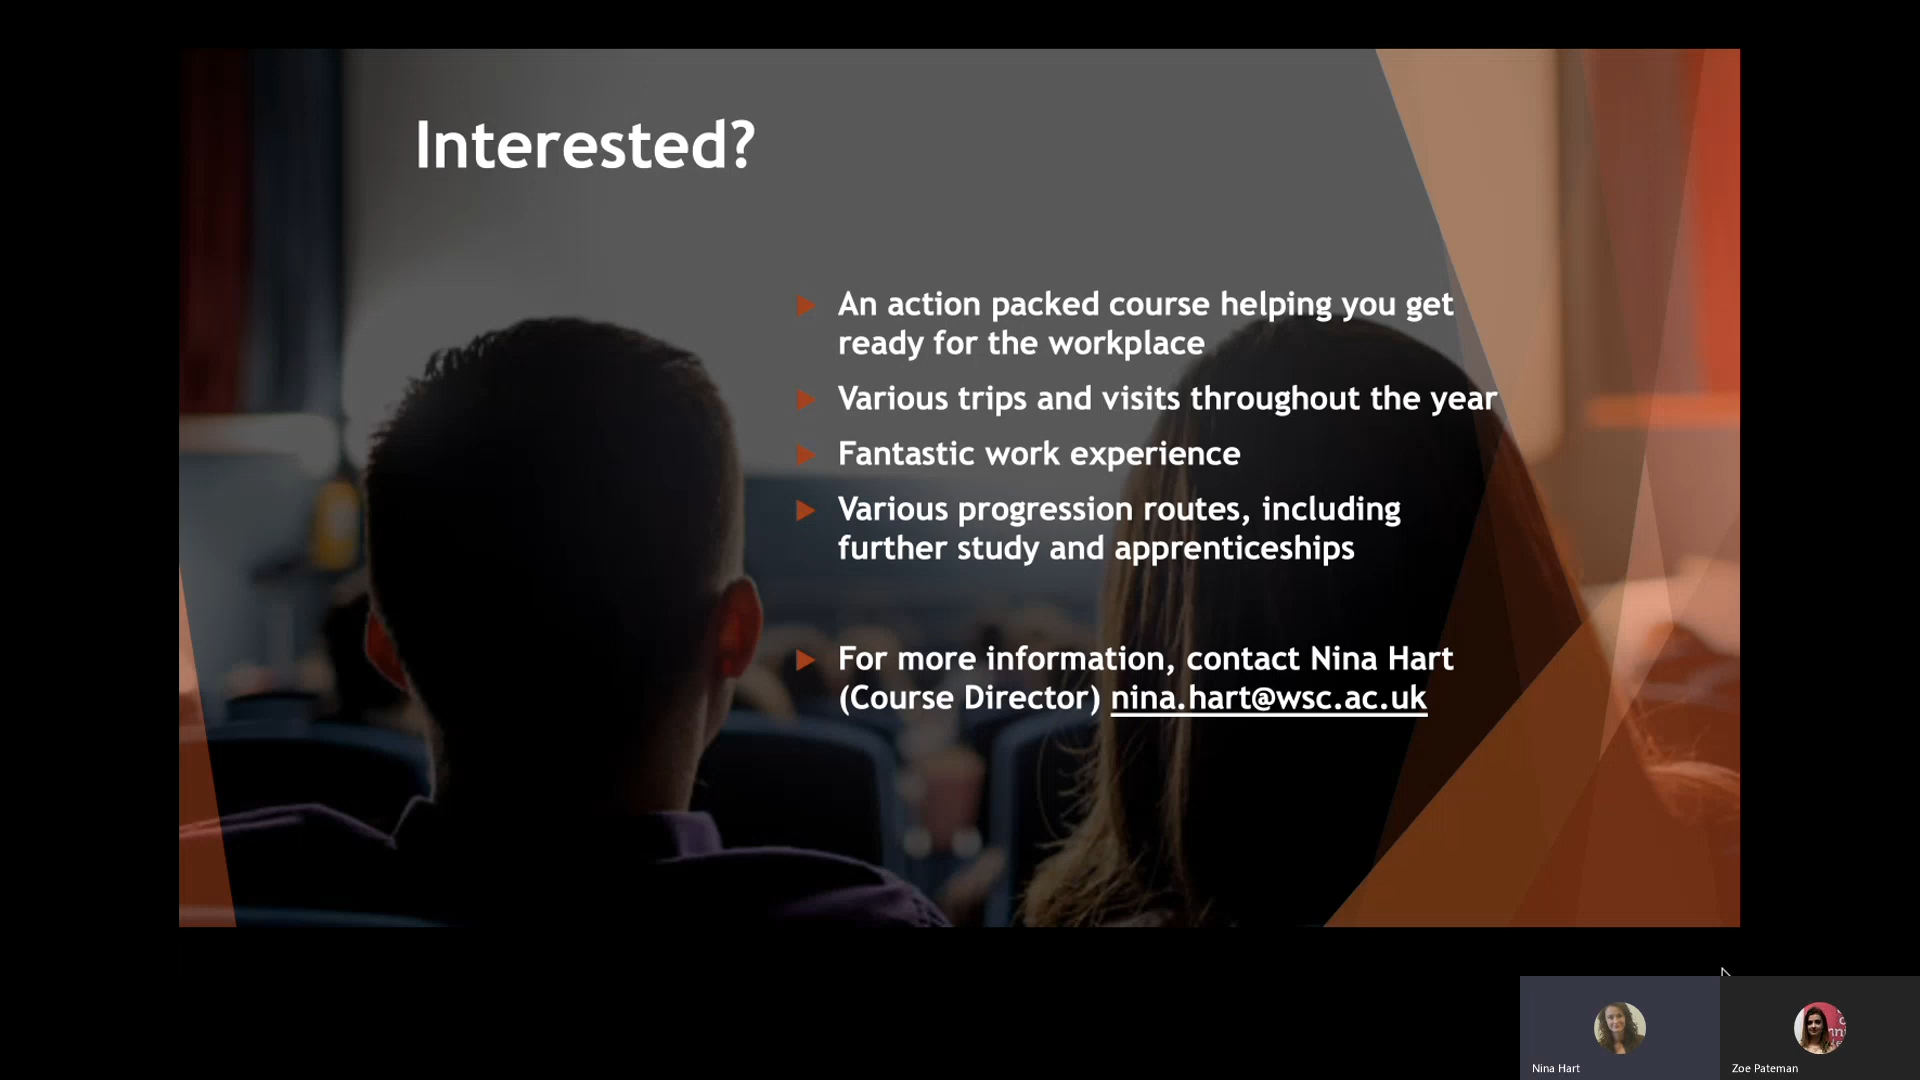 Interested?
An action packed course helping you get
ready for the workplace
Various trips and visits throughout the year
Fantastic work experience
Various progression routes, including
further study and apprenticeships
For more information, contact Nina Hart
(Course Director) nina.hart@wsc.ac.uk
Nina Hart
Zoe Pateman